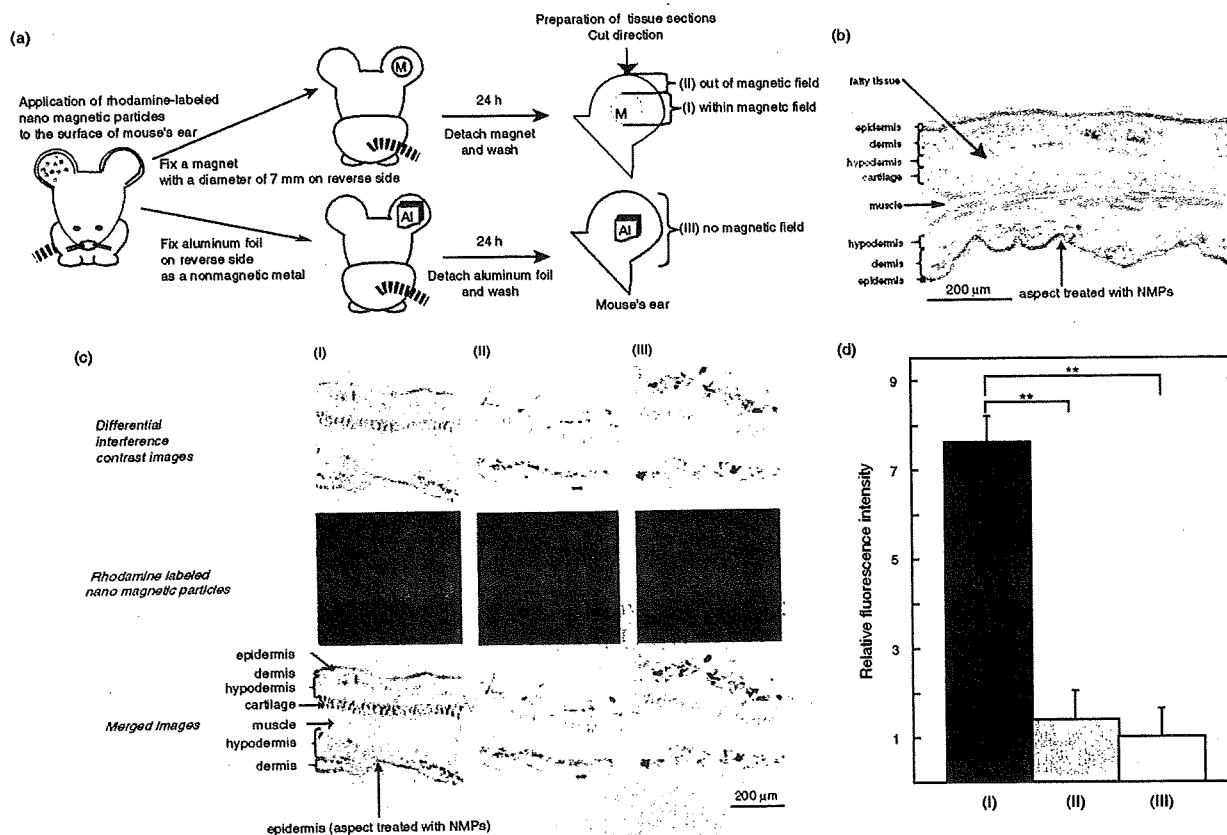 (a)
Application of rhodamine-labeled
nano magnetic particles
to the surface of mouse's ear
Fix a magnet
with a diameter of 7 mm on reverse side
Fix aluminum foil
on reverse side
as a nonmagnetic metal
M
Al
24 h
Detach magnet
and wash
24 h
Detach aluminum foil
and wash
Preparation of tissue sections
Cut direction
M
(II) out of magnetic field
(I) within magnetc field
Al
(III) no magnetic field
Mouse's ear
(b)
fatty tissue
epidermis
dermis
hypodermis
cartilage
muscle
hypodermis
dermis
epidermis
200 μm
aspect treated with NMPs
(c)
(I)
(II)
(III)
Differential
interference
contrast images
Rhodamine labeled
nano magnetic particles
Merged images
epidermis
dermis
hypodermis
cartilage
muscle
hypodermis
dermis
epidermis (aspect treated with NMPs)
200 μm
(d)
Relative fluorescence intensity
9
7
5
3
1
**
**
(I)
(II)
(III)